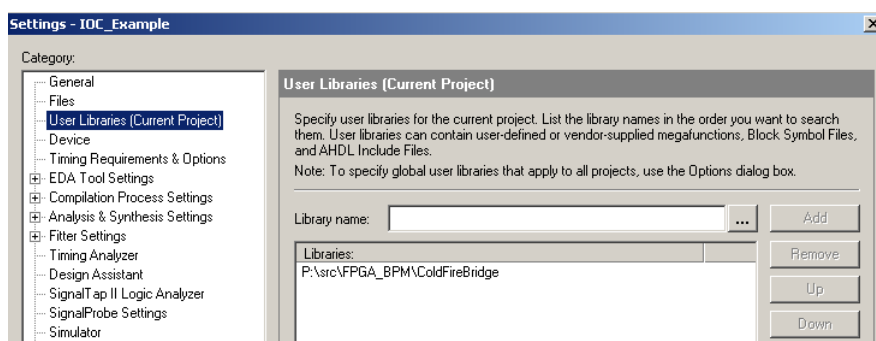 Settings - IOC_Example
Category:
General
Files
User Libraries (Current Project)
Device
Timing Requirements & Options
EDA Tool Settings
Compilation Process Settings
Analysis & Synthesis Settings
Fitter Settings
Timing Analyzer
Design Assistant
SignalTap II Logic Analyzer
SignalProbe Settings
Simulator
User Libraries (Current Project)
Specify user libraries for the current project. List the library names in the order you want to search
them. User libraries can contain user-defined or vendor-supplied megafunctions, Block Symbol Files,
and AHDL Include Files.
Note: To specify global user libraries that apply to all projects, use the Options dialog box.
Library name:
...
Add
Libraries:
P:\src\FPGA_BPM\ColdFireBridge
Remove
Up
Down